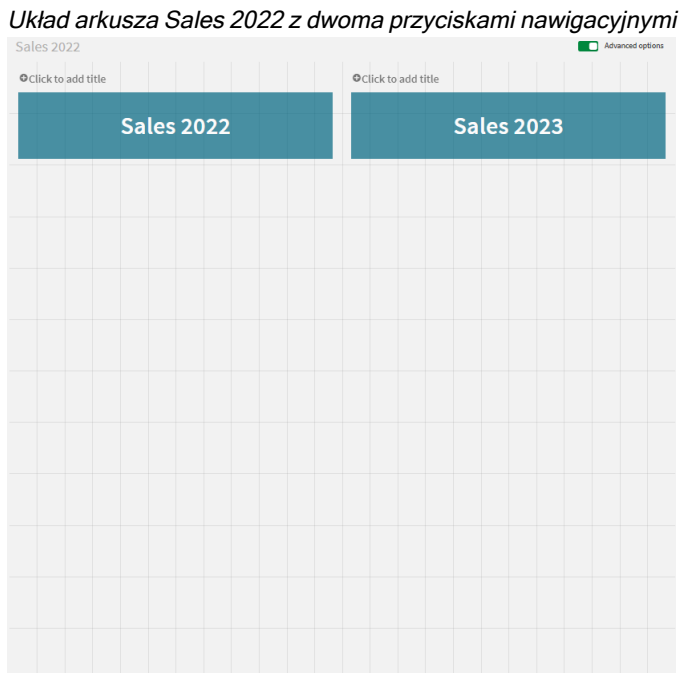 Układ arkusza Sales 2022 z dwoma przyciskami nawigacyjnymi
Sales 2022
Advanced options
Click to add title
Click to add title
Sales 2022
Sales 2023